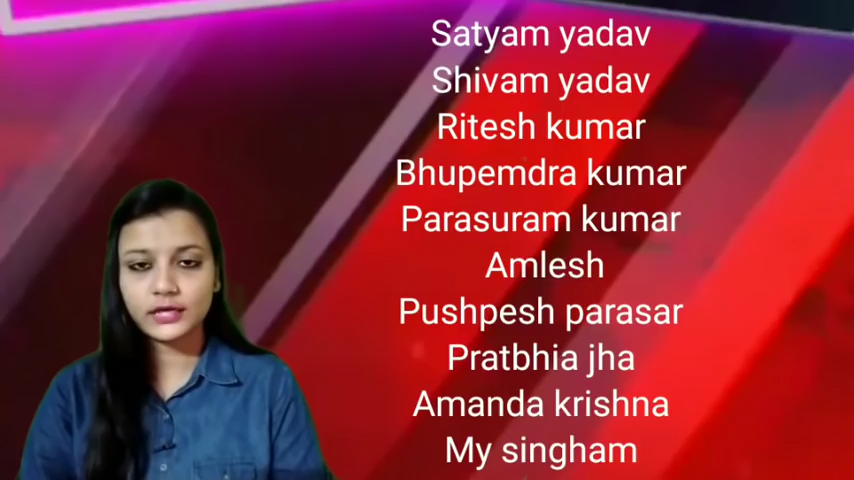 Satyam yadav
Shivam yadav
Ritesh kumar
Bhupemdra kumar
Parasuram kumar
Amlesh
Pushpesh parasar
Pratbhia jha
Amanda krishna
My singham